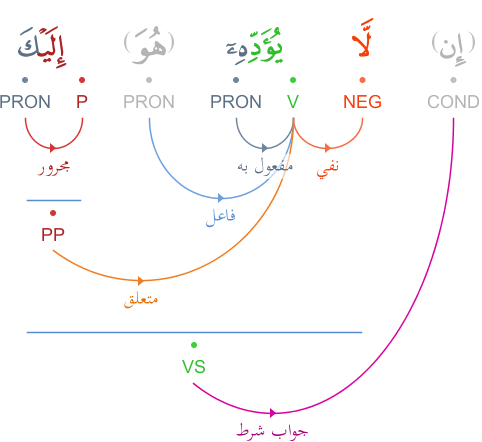 (إِن) لَّا يُؤَدِّهِۦٓ (هُوَ) إِلَيْكَ
COND NEG V PRON PRON P PRON
نفي
مفعول به
مجرور
فاعل
PP
متعلق
VS
جواب شرط